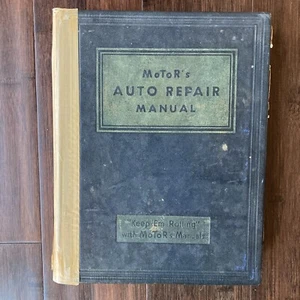 MoToR's
AUTO REPAIR
MANUAL
"Keep 'Em Rolling"
with MoToR's Manuals